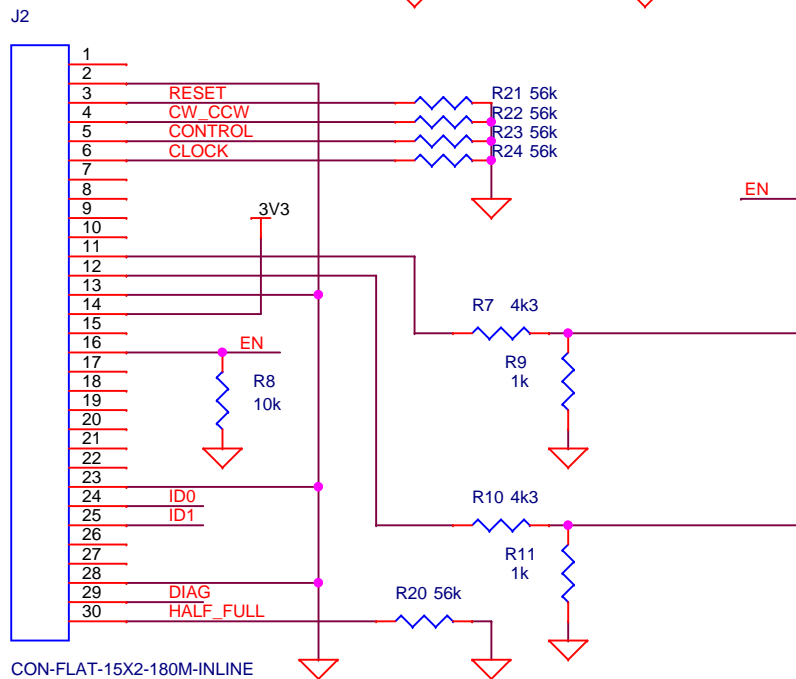 J2
1
2
3 RESET R21 56k
4 CW_CCW R22 56k
5 CONTROL R23 56k
6 CLOCK R24 56k
7
8 EN
9 3V3
10
11
12
13
14 R7 4k3
15
16 EN R9
17 R8 1k
18 10k
19
20
21
22
23 R10 4k3
24 ID0
25 ID1
26 R11
27 1k
28
29 DIAG R20 56k
30 HALF_FULL
CON-FLAT-15X2-180M-INLINE